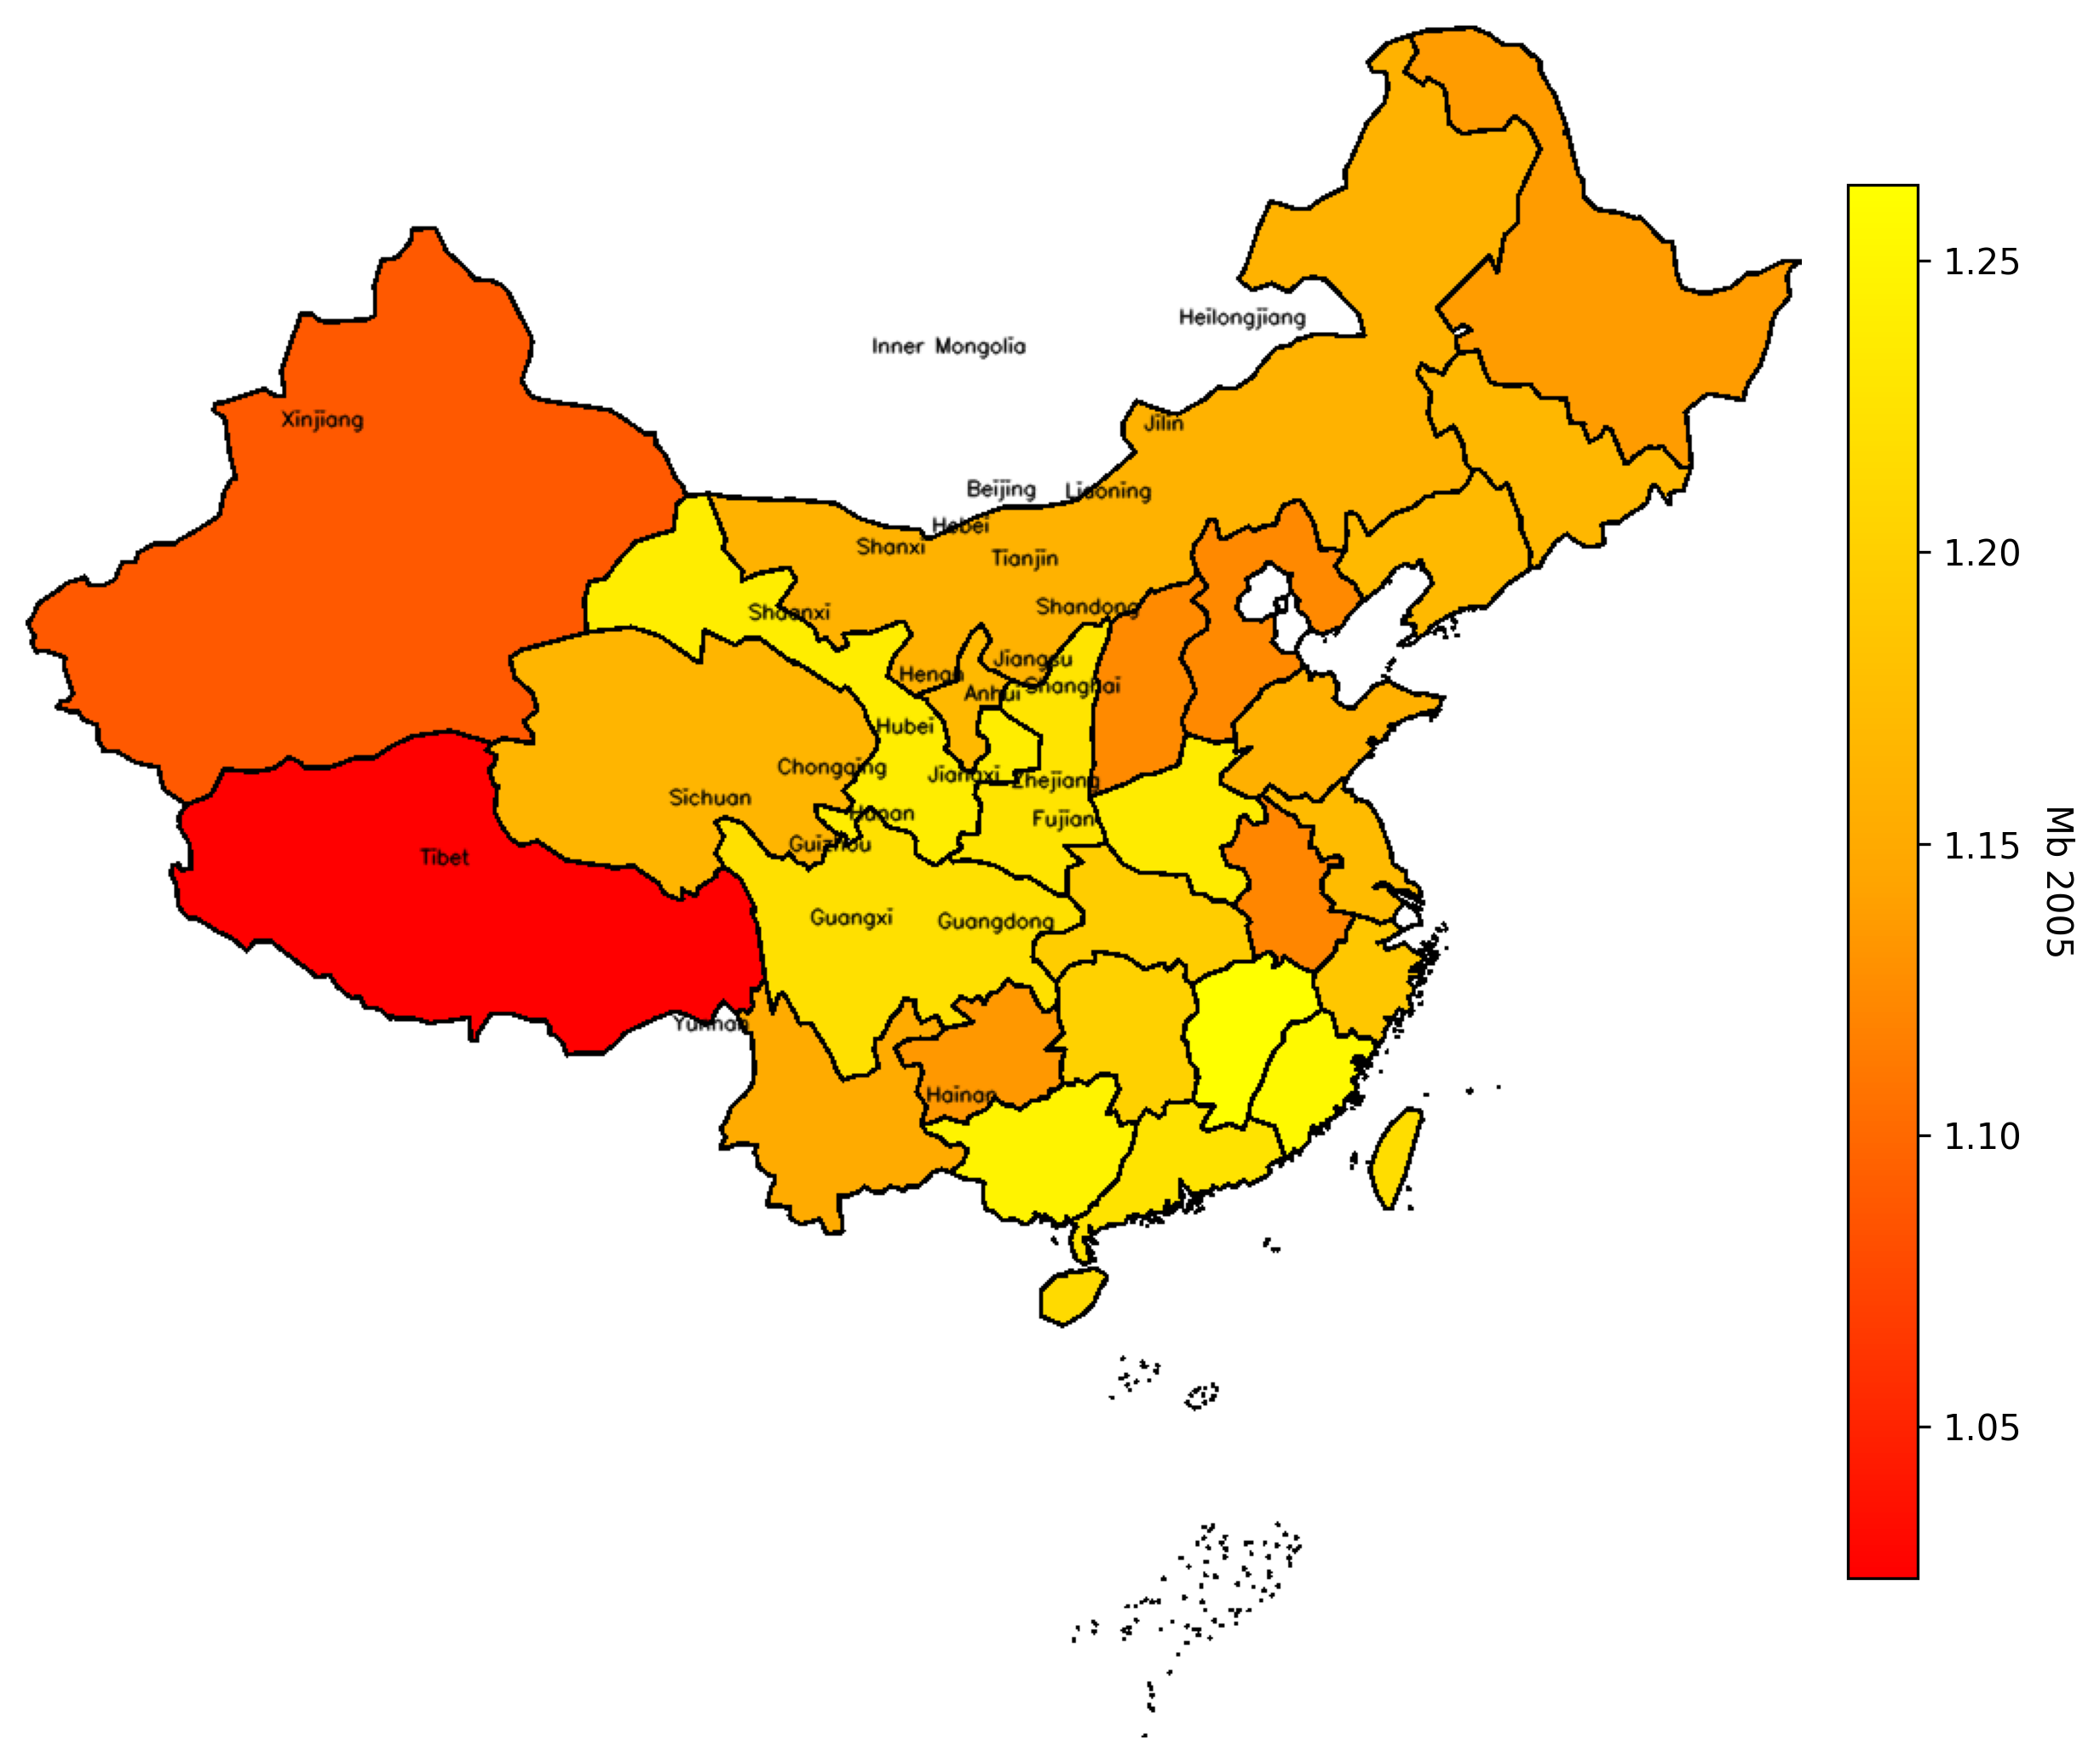 Heilongjiang
Inner Mongolia
Xinjiang
Jilin
Beijing
Liaoning
Hebei
Shanxi
Tianjin
Shaanxi
Shandong
Jiangsu
Henan
Shanghai
Anhui
Hubei
Chongqing
Jiangxi
Zhejiang
Sichuan
Hunan
Fujian
Guizhou
Tibet
Guangxi
Guangdong
Yunnan
Hainan
1.25
1.20
1.15
1.10
1.05
Mb 2005